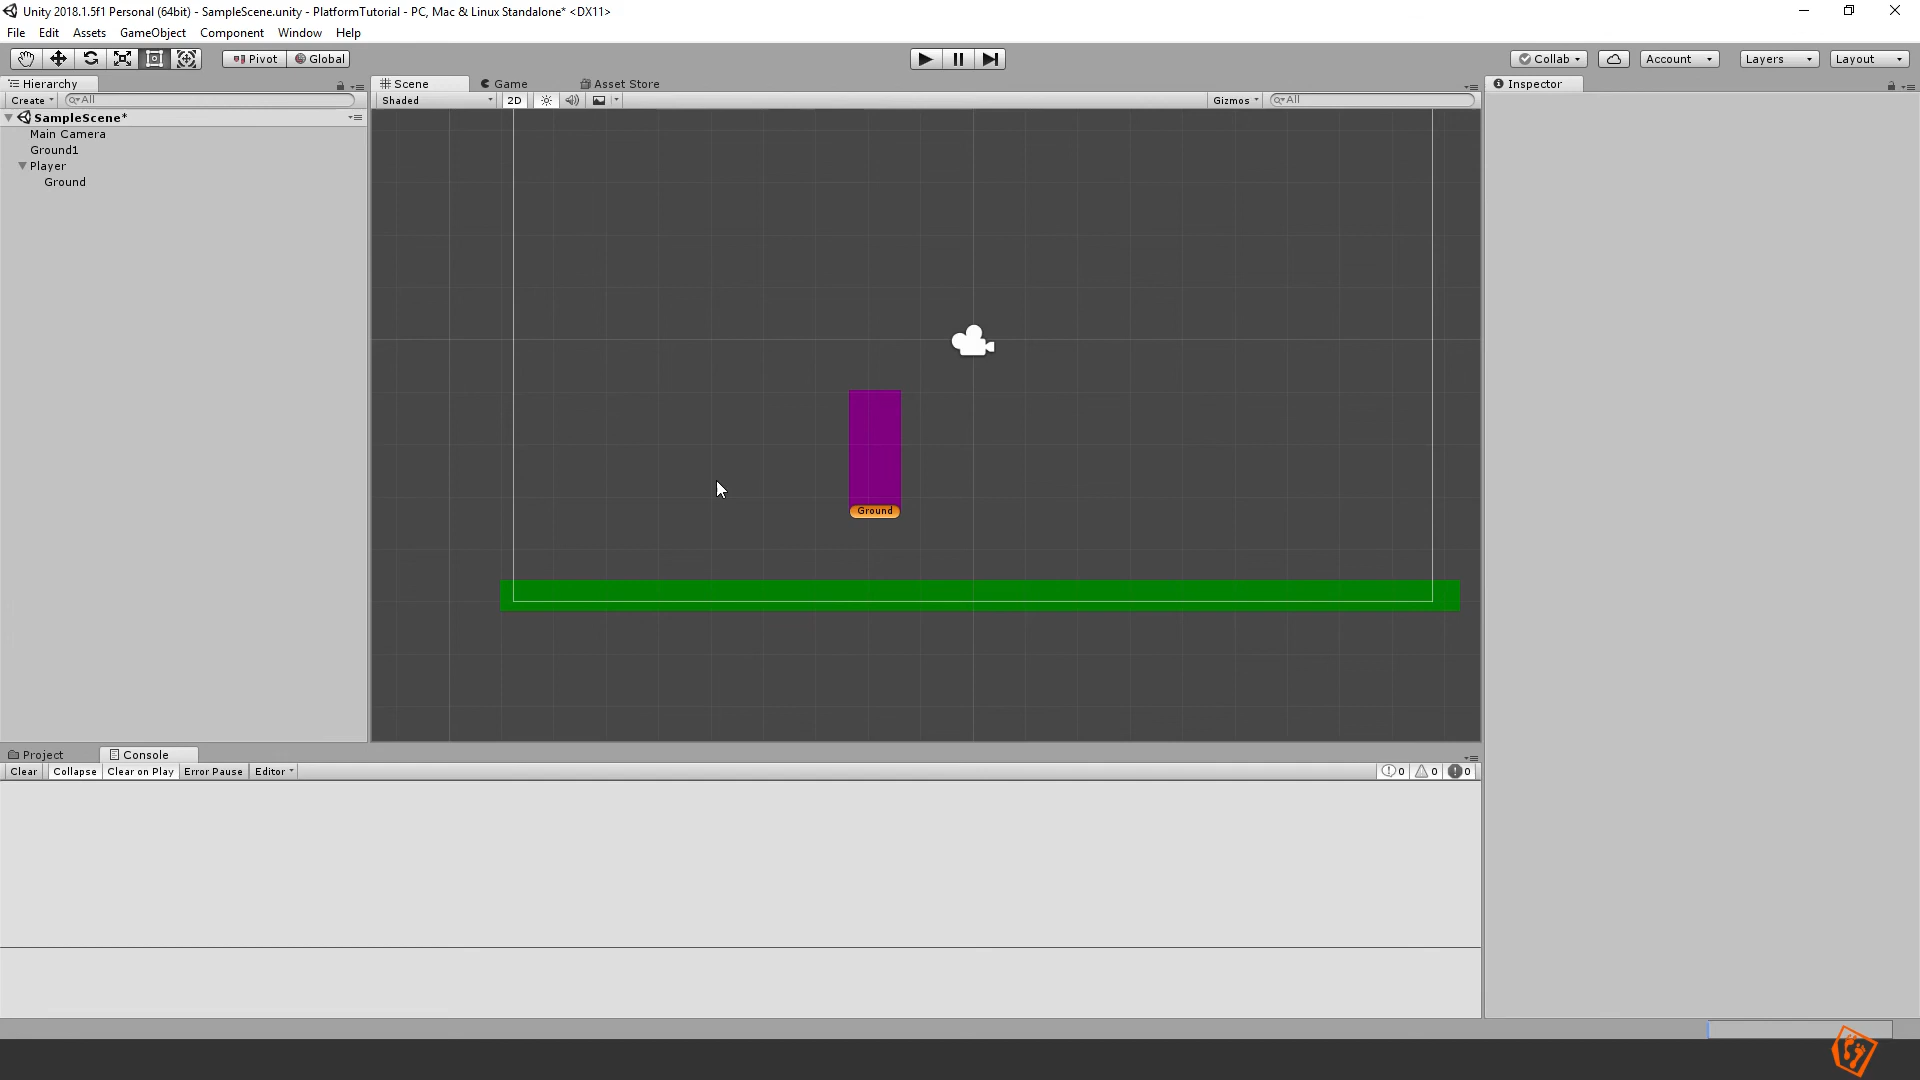 Unity 2018.1.5f1 Personal (64bit) - SampleScene.unity - PlatformTutorial - PC, Mac & Linux Standalone* <DX11>
File Edit Assets GameObject Component Window Help
Pivot Global Collab Account Layers Layout
Hierarchy Scene Game Asset Store Inspector
Create All Shaded 2D Gizmos All
SampleScene*
Main Camera
Ground1
Player
Ground
Ground
Project Console
Clear Collapse Clear on Play Error Pause Editor 0 0 0